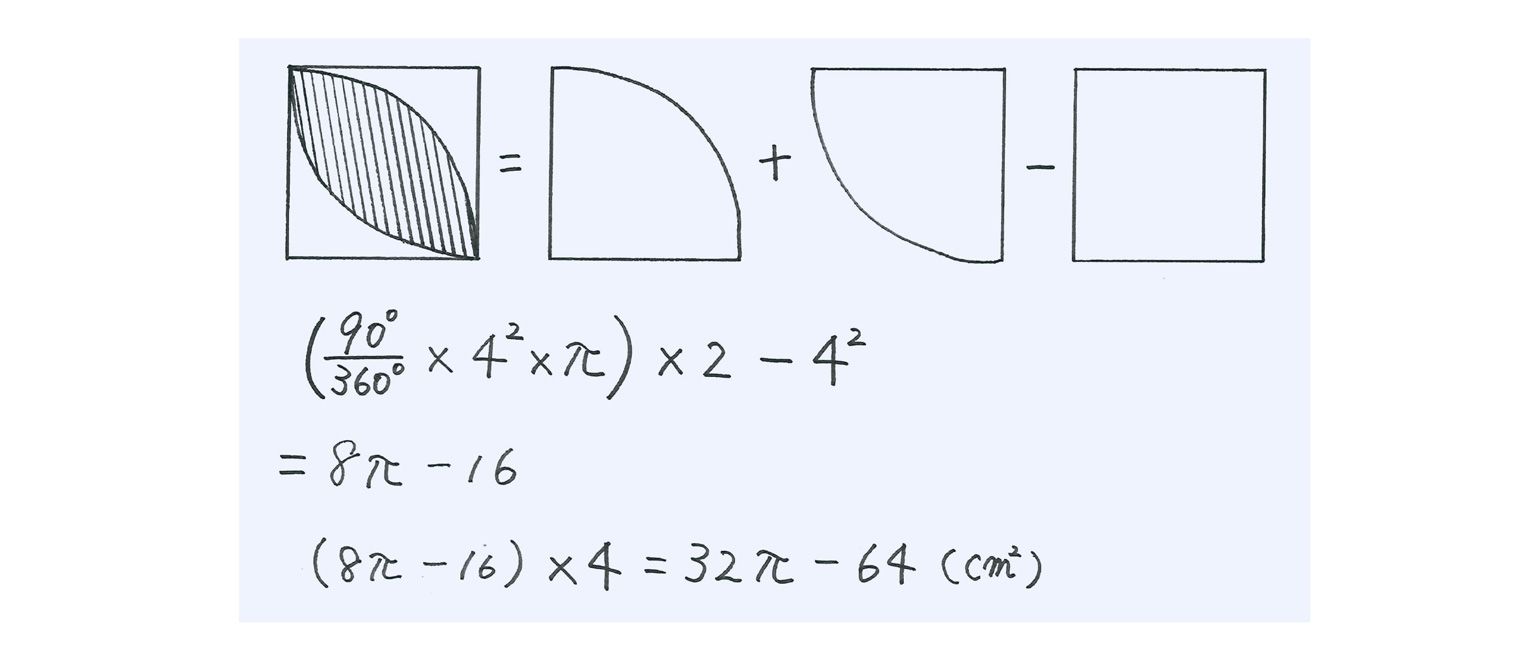 = + −
(90°/360° × 4² × π) × 2 − 4²
= 8π − 16
(8π − 16) × 4 = 32π − 64 (cm²)